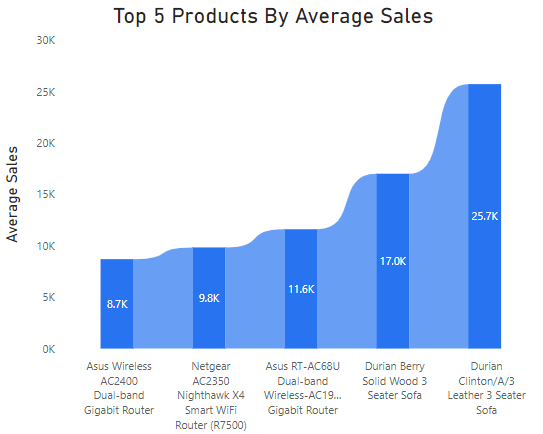 Top 5 Products By Average Sales
30K
25K
20K
15K
10K
5K
0K
Average Sales
8.7K
9.8K
11.6K
17.0K
25.7K
Asus Wireless
AC2400
Dual-band
Gigabit Router
Netgear
AC2350
Nighthawk X4
Smart WiFi
Router (R7500)
Asus RT-AC68U
Dual-band
Wireless-AC19...
Gigabit Router
Durian Berry
Solid Wood 3
Seater Sofa
Durian
Clinton/A/3
Leather 3 Seater
Sofa